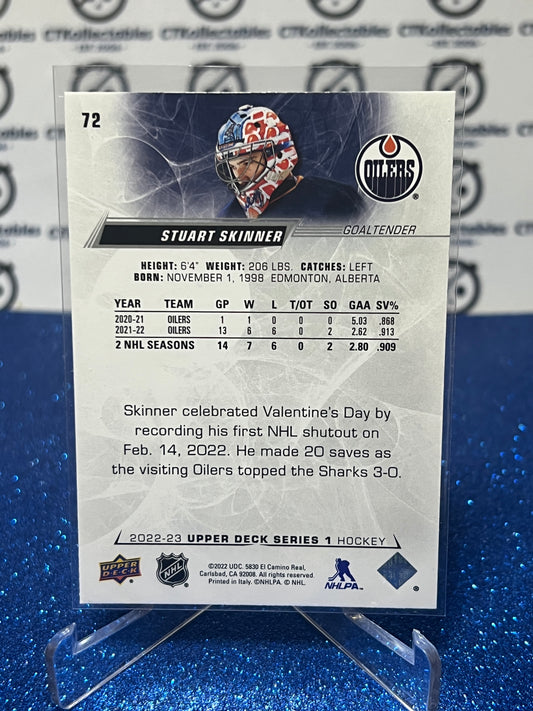 CTKollectables
72
OILERS
®
STUART SKINNER
GOALTENDER
HEIGHT: 6'4" WEIGHT: 206 LBS. CATCHES: LEFT
BORN: NOVEMBER 1, 1998 EDMONTON, ALBERTA
YEAR TEAM GP W L T/OT SO GAA SV%
2020-21 OILERS 1 1 0 0 0 5.03 .868
2021-22 OILERS 13 6 6 0 2 2.62 .913
2 NHL SEASONS 14 7 6 0 2 2.80 .909
Skinner celebrated Valentine's Day by
recording his first NHL shutout on
Feb. 14, 2022. He made 20 saves as
the visiting Oilers topped the Sharks 3-0.
2022-23 UPPER DECK SERIES 1 HOCKEY
UPPER DECK
NHL
©2022 UDC. 5830 El Camino Real,
Carlsbad, CA 92008. All rights reserved.
Printed in Italy. ©NHLPA. © NHL.
NHLPA
®